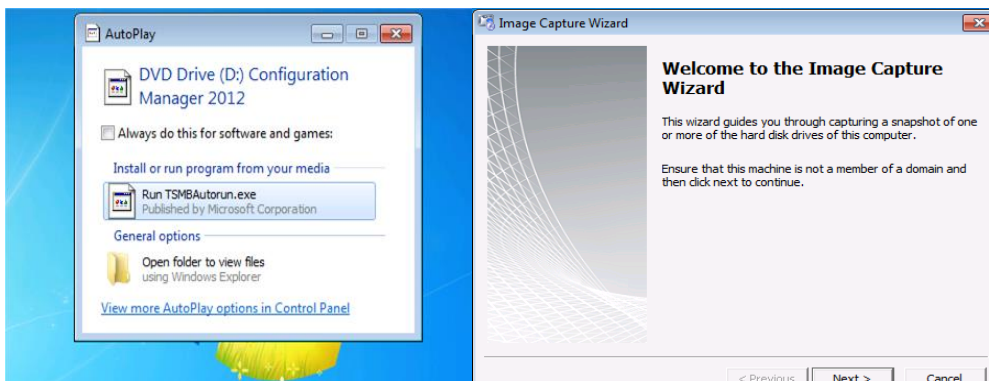 AutoPlay
DVD Drive (D:) Configuration
Manager 2012
Always do this for software and games:
Install or run program from your media
Run TSMBAutorun.exe
Published by Microsoft Corporation
General options
Open folder to view files
using Windows Explorer
View more AutoPlay options in Control Panel
Image Capture Wizard
Welcome to the Image Capture
Wizard
This wizard guides you through capturing a snapshot of one
or more of the hard disk drives of this computer.
Ensure that this machine is not a member of a domain and
then click next to continue.
< Previous
Next >
Cancel